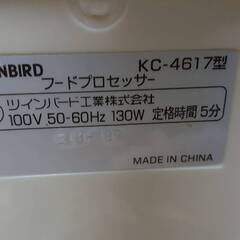 NBIRD KC-4617型
フードプロセッサー
ツインバード工業株式会社
100V 50-60Hz 130W 定格時間5分
MADE IN CHINA